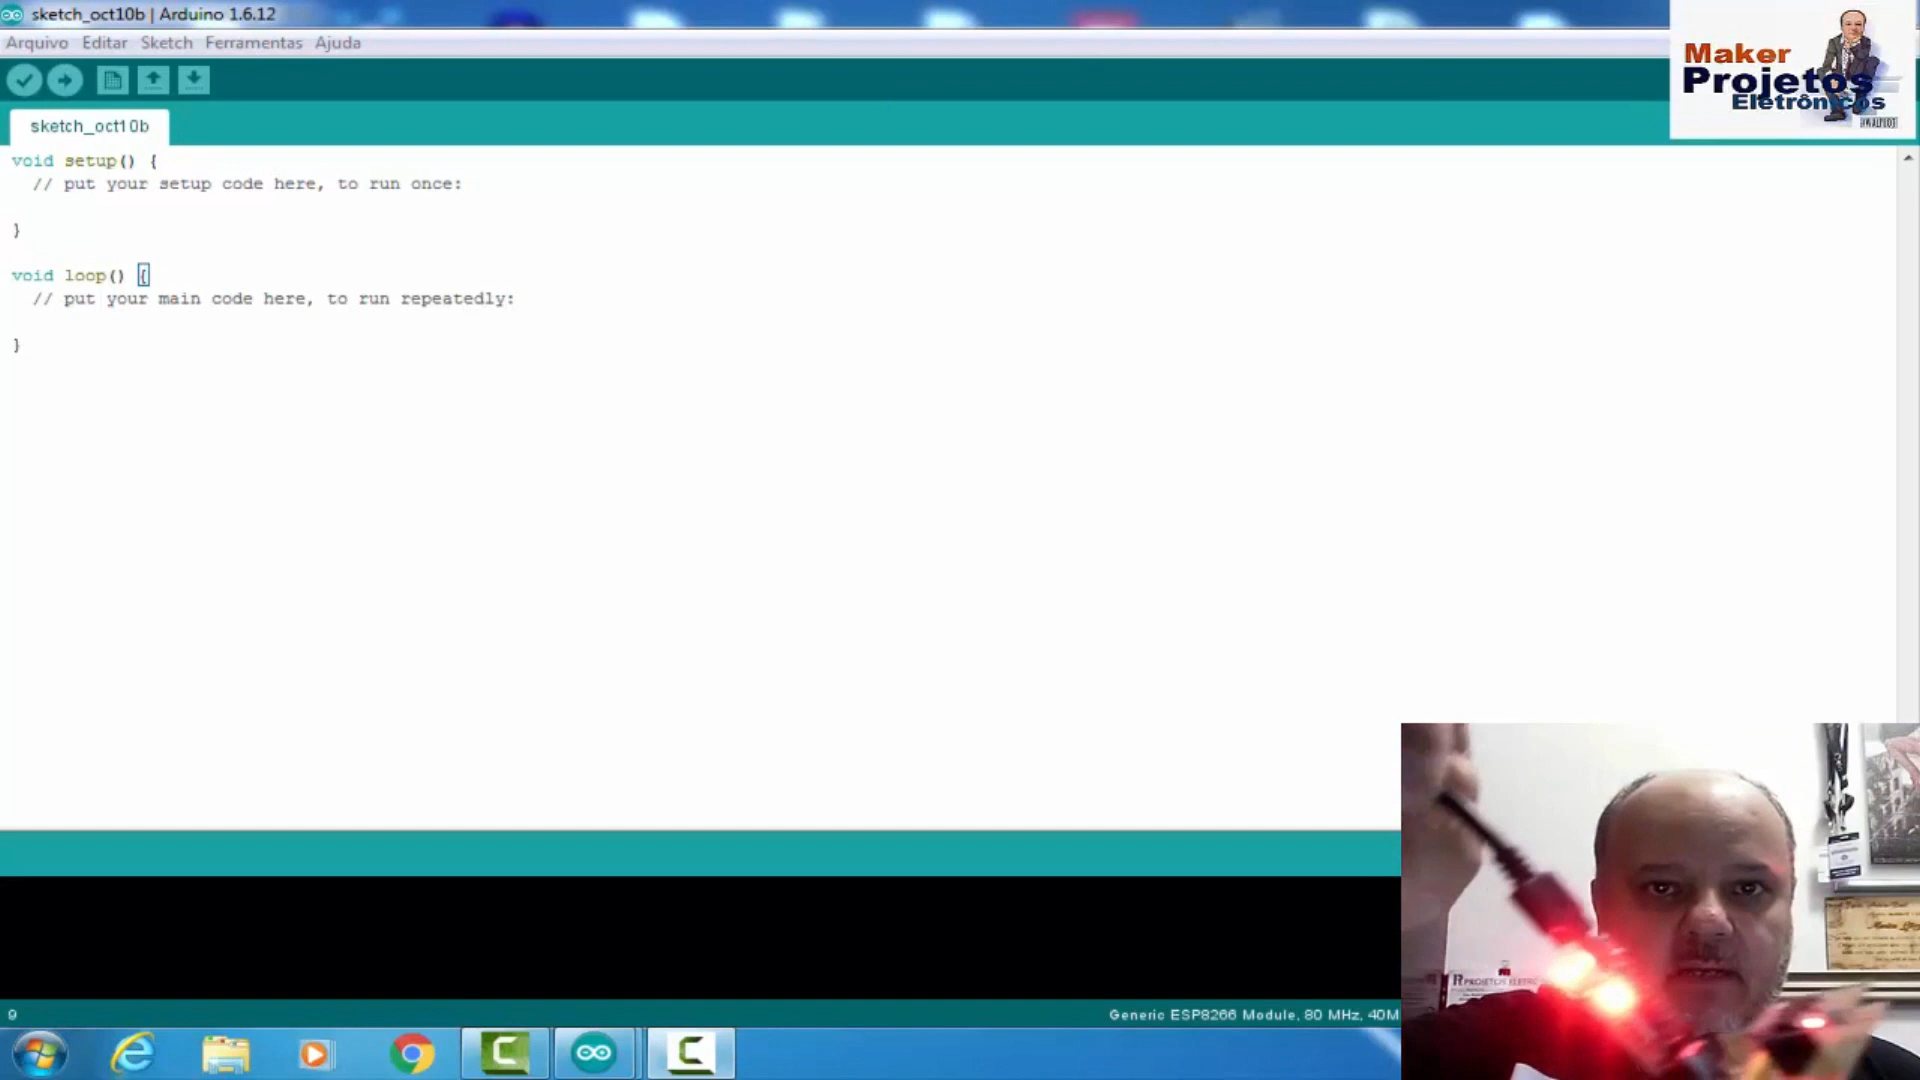 sketch_oct10b | Arduino 1.6.12
Arquivo Editar Sketch Ferramentas Ajuda
Maker
Projetos
Eletrônicos
sketch_oct10b
void setup() {
// put your setup code here, to run once:
}
void loop() {
// put your main code here, to run repeatedly:
}
PROJETOS
9
Generic ESP8266 Module, 80 MHz, 40M